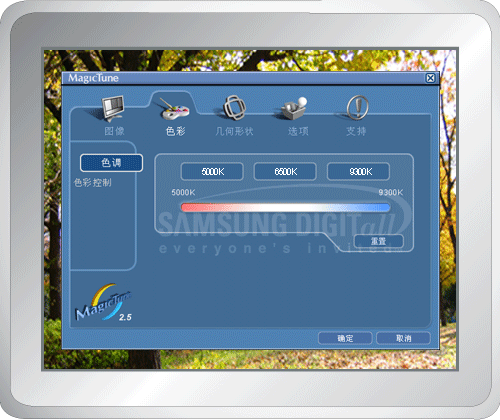 MagicTune
图像
色彩
几何形状
选项
支持
色调
色彩控制
5000K
6500K
9300K
5000K
9300K
SAMSUNG DIGITall
everyone's invited
重置
MagicTune
2.5
确定
取消